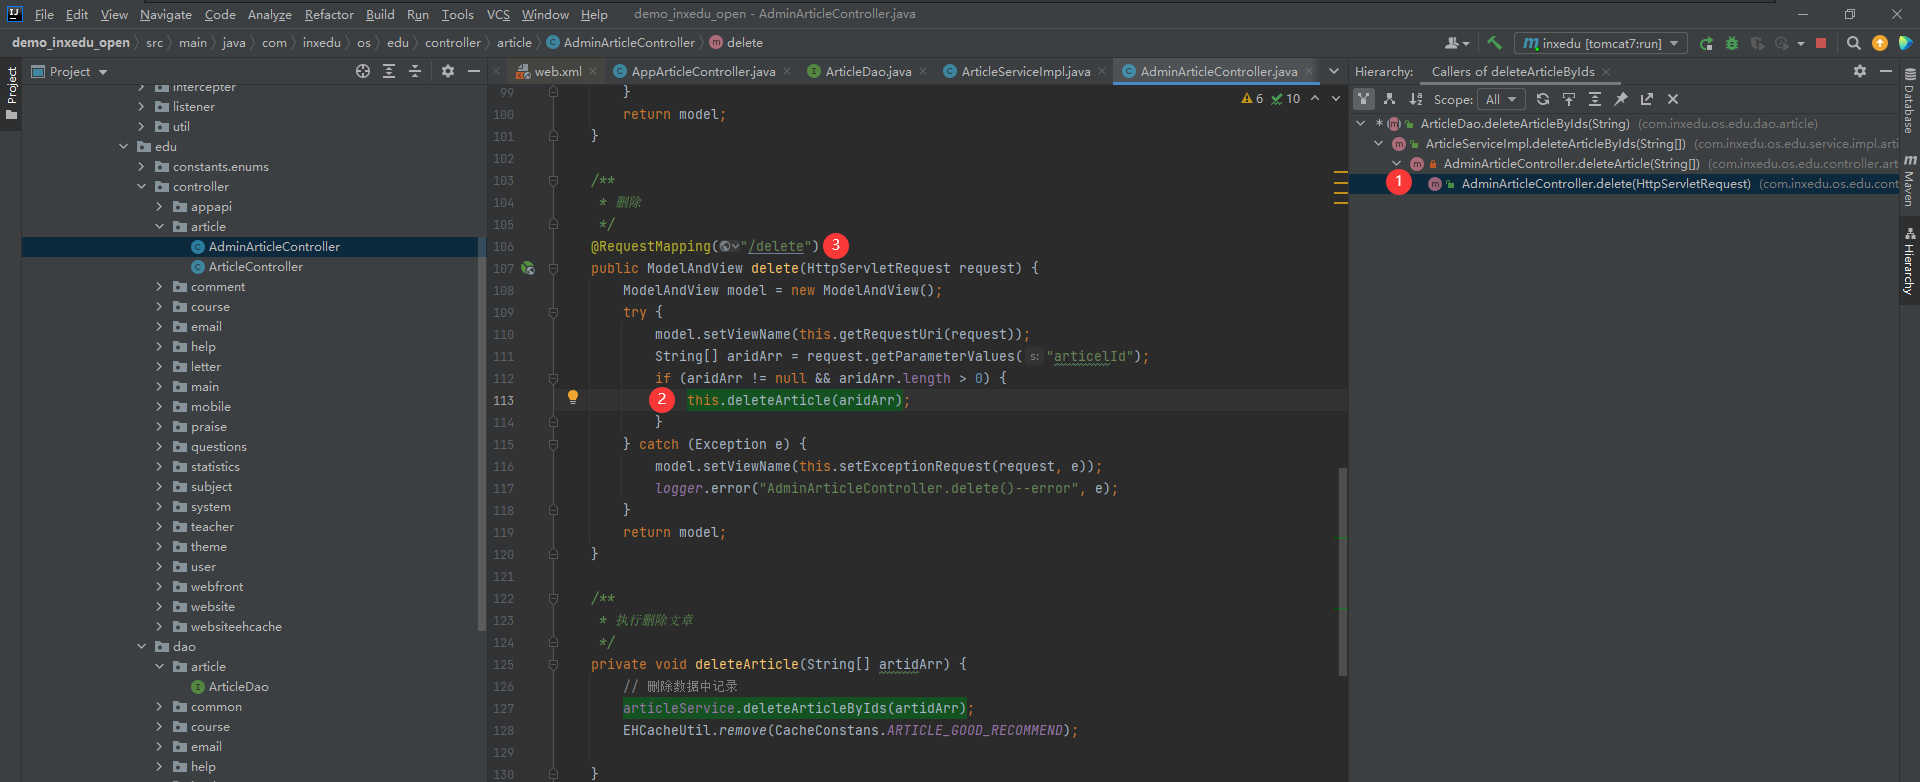 File Edit View Navigate Code Analyze Refactor Build Run Tools VCS Window Help demo_inxedu_open - AdminArticleController.java
demo_inxedu_open src main java com inxedu os edu controller article AdminArticleController delete inxedu [tomcat7:run]
Project
Project
intercepter
listener
util
edu
constants.enums
controller
appapi
article
AdminArticleController
ArticleController
comment
course
email
help
letter
main
mobile
praise
questions
statistics
subject
system
teacher
theme
user
webfront
website
websiteehcache
dao
article
ArticleDao
common
course
email
help
web.xml AppArticleController.java ArticleDao.java ArticleServiceImpl.java AdminArticleController.java
6 10
99 }
100 return model;
101 }
102
103 /**
104 * 删除
105 */
106 @RequestMapping("/delete") 3
107 public ModelAndView delete(HttpServletRequest request) {
108 ModelAndView model = new ModelAndView();
109 try {
110 model.setViewName(this.getRequestUri(request));
111 String[] aridArr = request.getParameterValues( s: "articelId");
112 if (aridArr != null && aridArr.length > 0) {
113 2 this.deleteArticle(aridArr);
114 }
115 } catch (Exception e) {
116 model.setViewName(this.setExceptionRequest(request, e));
117 logger.error("AdminArticleController.delete()--error", e);
118 }
119 return model;
120 }
121
122 /**
123 * 执行删除文章
124 */
125 private void deleteArticle(String[] artidArr) {
126 // 删除数据中记录
127 articleService.deleteArticleByIds(artidArr);
128 EHCacheUtil.remove(CacheConstans.ARTICLE_GOOD_RECOMMEND);
129
130 }
Hierarchy: Callers of deleteArticleByIds
Scope: All
* ArticleDao.deleteArticleByIds(String) (com.inxedu.os.edu.dao.article)
ArticleServiceImpl.deleteArticleByIds(String[]) (com.inxedu.os.edu.service.impl.arti
AdminArticleController.deleteArticle(String[]) (com.inxedu.os.edu.controller.art
1 AdminArticleController.delete(HttpServletRequest) (com.inxedu.os.edu.cont
Database
Maven
Hierarchy